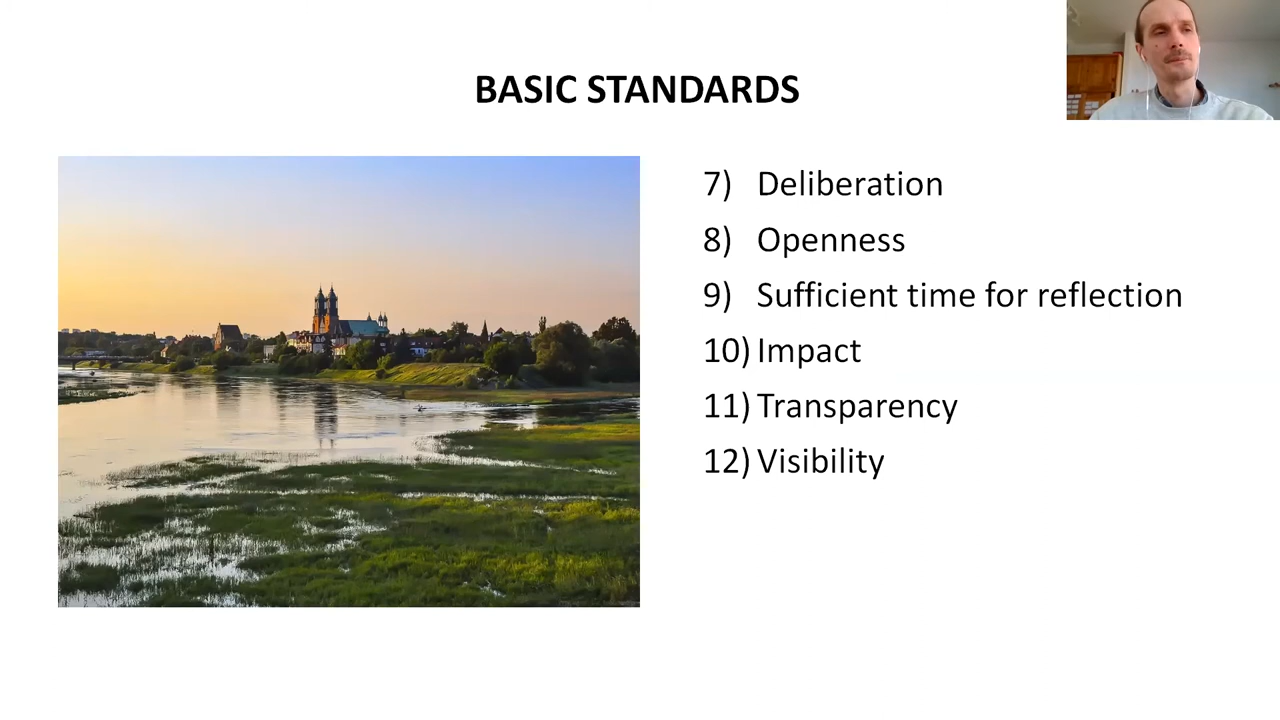 BASIC STANDARDS
7) Deliberation
8) Openness
9) Sufficient time for reflection
10) Impact
11) Transparency
12) Visibility